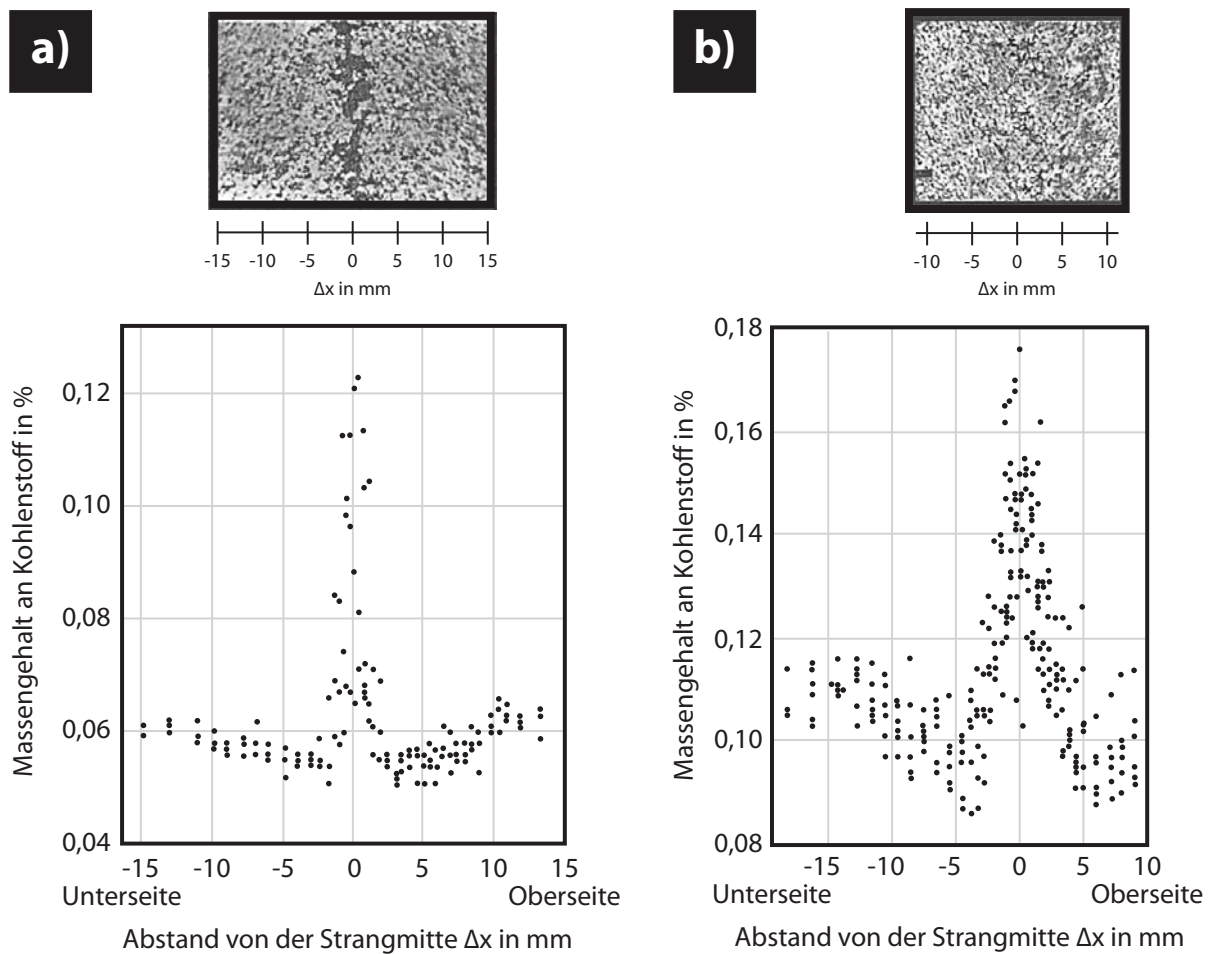 a)
-15 -10 -5 0 5 10 15
Δx in mm
Massengehalt an Kohlenstoff in %
0,12
0,10
0,08
0,06
0,04
-15 -10 -5 0 5 10 15
Unterseite Oberseite
Abstand von der Strangmitte Δx in mm
b)
-10 -5 0 5 10
Δx in mm
Massengehalt an Kohlenstoff in %
0,18
0,16
0,14
0,12
0,10
0,08
-15 -10 -5 0 5 10
Unterseite Oberseite
Abstand von der Strangmitte Δx in mm